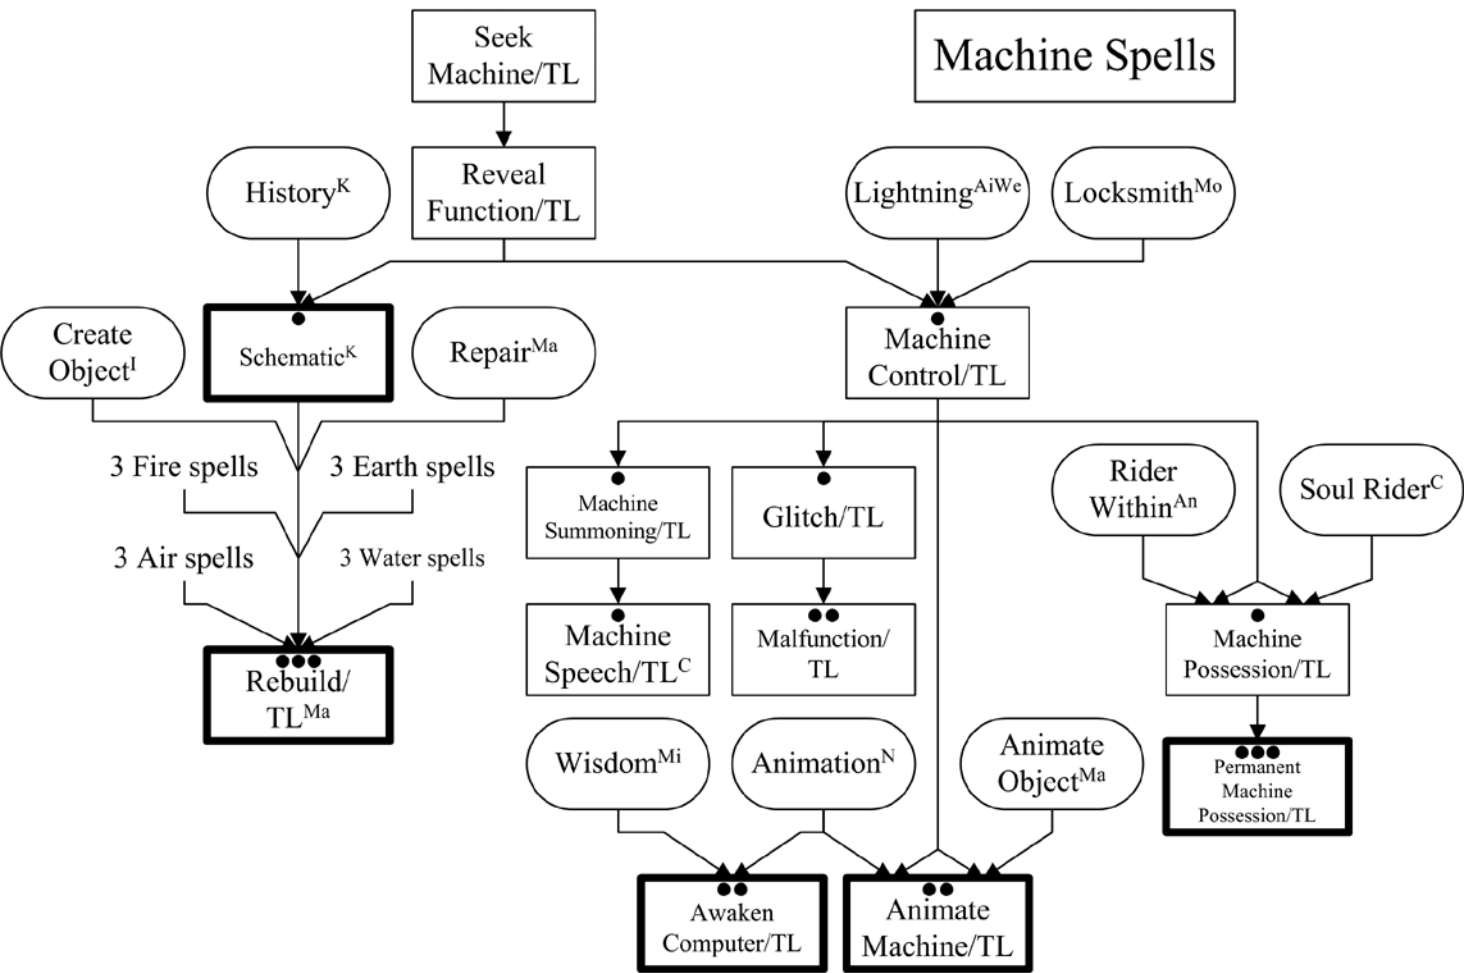 Seek
Machine/TL
Machine Spells
History^K
Reveal
Function/TL
Lightning^AiWe
Locksmith^Mo
Create
Object^I
Schematic^K
Repair^Ma
Machine
Control/TL
3 Fire spells
3 Earth spells
Machine
Summoning/TL
Glitch/TL
Rider
Within^An
Soul Rider^C
3 Air spells
3 Water spells
Rebuild/
TL^Ma
Machine
Speech/TL^C
Malfunction/
TL
Machine
Possession/TL
Wisdom^Mi
Animation^N
Animate
Object^Ma
Permanent
Machine
Possession/TL
Awaken
Computer/TL
Animate
Machine/TL